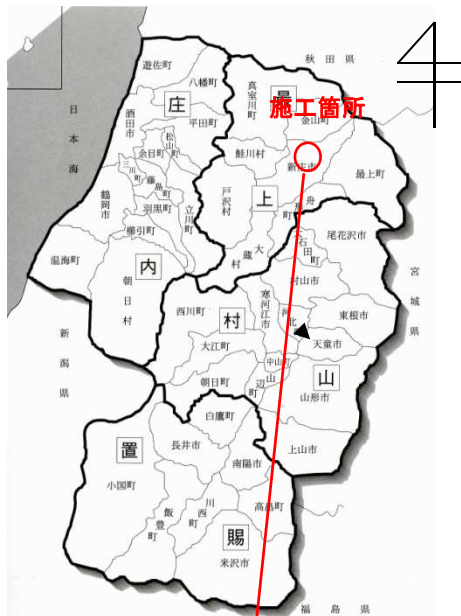 秋田県
遊佐町
八幡町
真室川町
最
金山町
庄
施工箇所
平田町
日本海
酒田市
松山町
余目町
鮭川村
新庄市
最上町
三川町
藤島町
戸沢村
上
舟形町
鶴岡市
羽黒町
立川町
櫛引町
大蔵村
尾花沢市
大石田町
温海町
内
朝日村
村山市
宮城県
西川町
寒河江市
河北町
東根市
新潟県
村
大江町
天童市
中山町
朝日町
山辺町
山
山形市
白鷹町
置
長井市
上山市
南陽市
小国町
高畠町
飯豊町
川西町
賜
米沢市
福島県